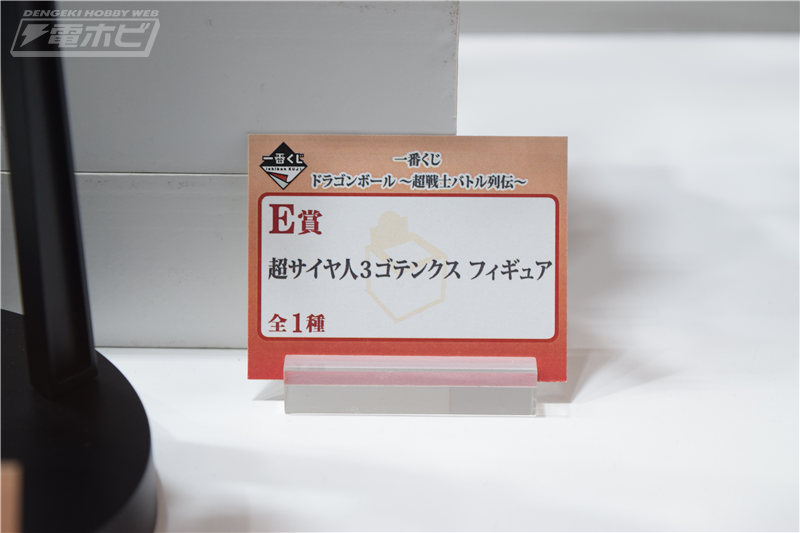 DENGEKI HOBBY WEB
電ホビ
一番くじ
ichiban KUJI
一番くじ
ドラゴンボール ～超戦士バトル列伝～
E賞
超サイヤ人3ゴテンクス フィギュア
全1種